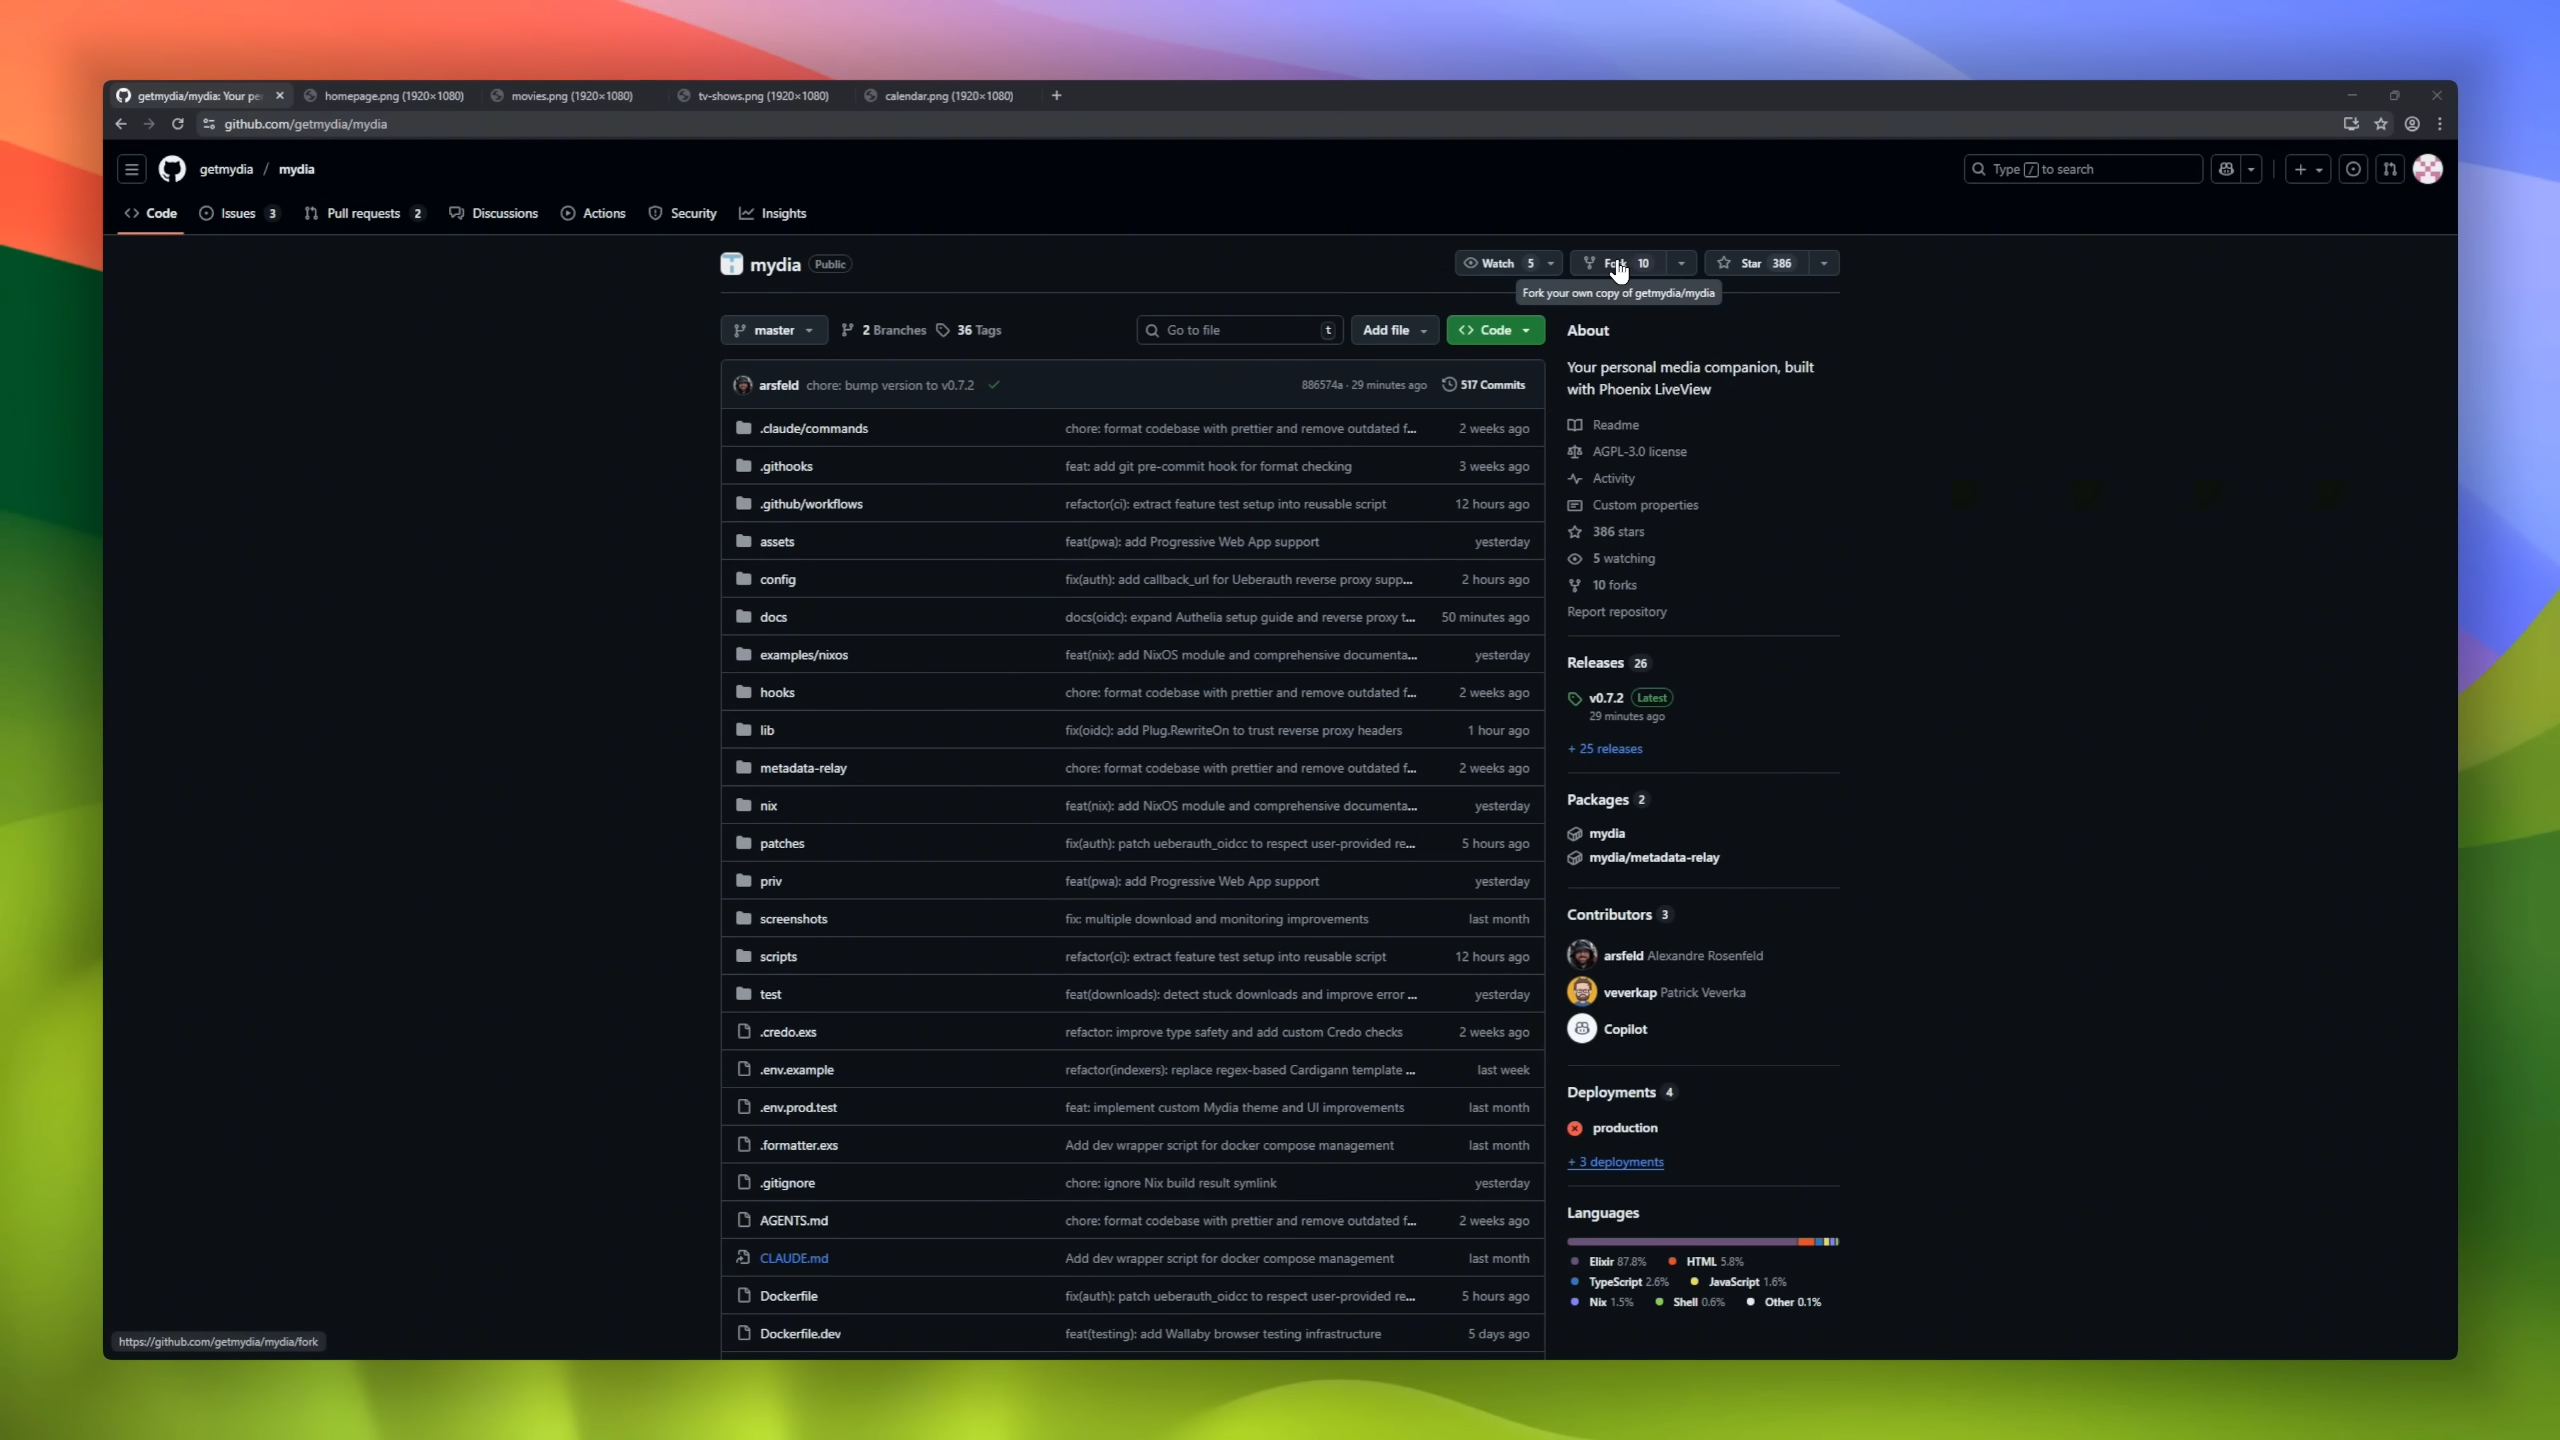 getmydia/mydia: Your pe
homepage.png (1920×1080)
movies.png (1920×1080)
tv-shows.png (1920×1080)
calendar.png (1920×1080)
github.com/getmydia/mydia
getmydia / mydia
Type / to search
Code
Issues 3
Pull requests 2
Discussions
Actions
Security
Insights
mydia Public
Watch 5
Fork 10
Star 386
Fork your own copy of getmydia/mydia
master
2 Branches
36 Tags
Go to file t
Add file
Code
arsfeld chore: bump version to v0.7.2 886574a · 29 minutes ago 517 Commits
.claude/commands chore: format codebase with prettier and remove outdated f... 2 weeks ago
.githooks feat: add git pre-commit hook for format checking 3 weeks ago
.github/workflows refactor(ci): extract feature test setup into reusable script 12 hours ago
assets feat(pwa): add Progressive Web App support yesterday
config fix(auth): add callback_url for Ueberauth reverse proxy supp... 2 hours ago
docs docs(oidc): expand Authelia setup guide and reverse proxy t... 50 minutes ago
examples/nixos feat(nix): add NixOS module and comprehensive documenta... yesterday
hooks chore: format codebase with prettier and remove outdated f... 2 weeks ago
lib fix(oidc): add Plug.RewriteOn to trust reverse proxy headers 1 hour ago
metadata-relay chore: format codebase with prettier and remove outdated f... 2 weeks ago
nix feat(nix): add NixOS module and comprehensive documenta... yesterday
patches fix(auth): patch ueberauth_oidcc to respect user-provided re... 5 hours ago
priv feat(pwa): add Progressive Web App support yesterday
screenshots fix: multiple download and monitoring improvements last month
scripts refactor(ci): extract feature test setup into reusable script 12 hours ago
test feat(downloads): detect stuck downloads and improve error ... yesterday
.credo.exs refactor: improve type safety and add custom Credo checks 2 weeks ago
.env.example refactor(indexers): replace regex-based Cardigann template ... last week
.env.prod.test feat: implement custom Mydia theme and UI improvements last month
.formatter.exs Add dev wrapper script for docker compose management last month
.gitignore chore: ignore Nix build result symlink yesterday
AGENTS.md chore: format codebase with prettier and remove outdated f... 2 weeks ago
CLAUDE.md Add dev wrapper script for docker compose management last month
Dockerfile fix(auth): patch ueberauth_oidcc to respect user-provided re... 5 hours ago
Dockerfile.dev feat(testing): add Wallaby browser testing infrastructure 5 days ago
About
Your personal media companion, built
with Phoenix LiveView
Readme
AGPL-3.0 license
Activity
Custom properties
386 stars
5 watching
10 forks
Report repository
Releases 26
v0.7.2 Latest
29 minutes ago
+ 25 releases
Packages 2
mydia
mydia/metadata-relay
Contributors 3
arsfeld Alexandre Rosenfeld
veverkap Patrick Veverka
Copilot
Deployments 4
production
+ 3 deployments
Languages
Elixir 87.8% HTML 5.8%
TypeScript 2.6% JavaScript 1.6%
Nix 1.5% Shell 0.6% Other 0.1%
https://github.com/getmydia/mydia/fork